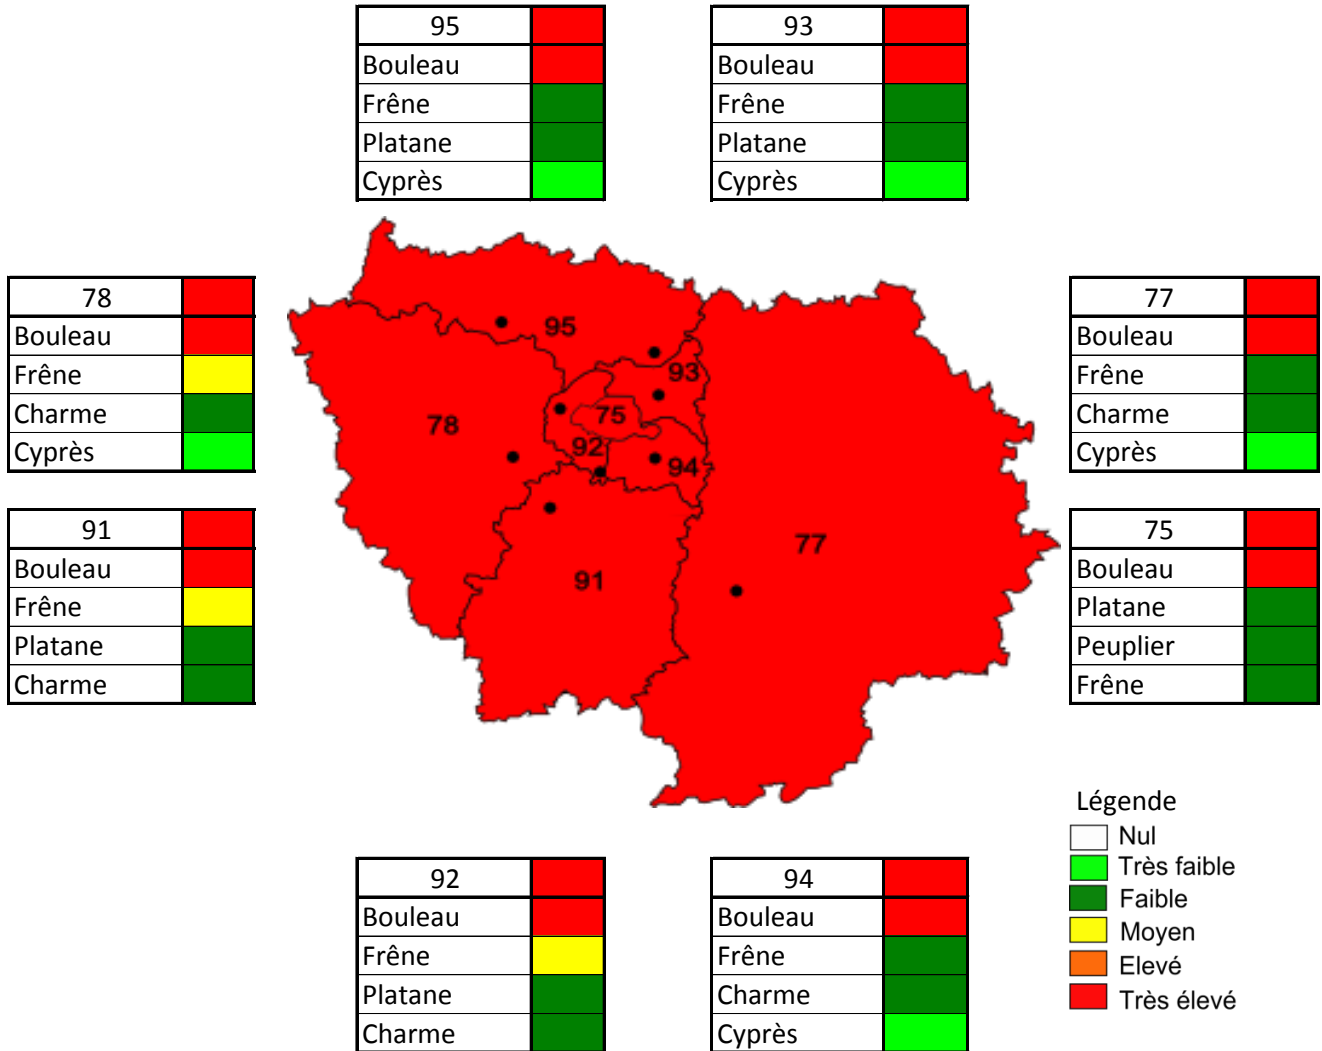 95
Bouleau
Frêne
Platane
Cyprès
93
Bouleau
Frêne
Platane
Cyprès
78
Bouleau
Frêne
Charme
Cyprès
91
Bouleau
Frêne
Platane
Charme
95
93
75
78
92
94
77
91
77
Bouleau
Frêne
Charme
Cyprès
75
Bouleau
Platane
Peuplier
Frêne
92
Bouleau
Frêne
Platane
Charme
94
Bouleau
Frêne
Charme
Cyprès
Légende
Nul
Très faible
Faible
Moyen
Elevé
Très élevé